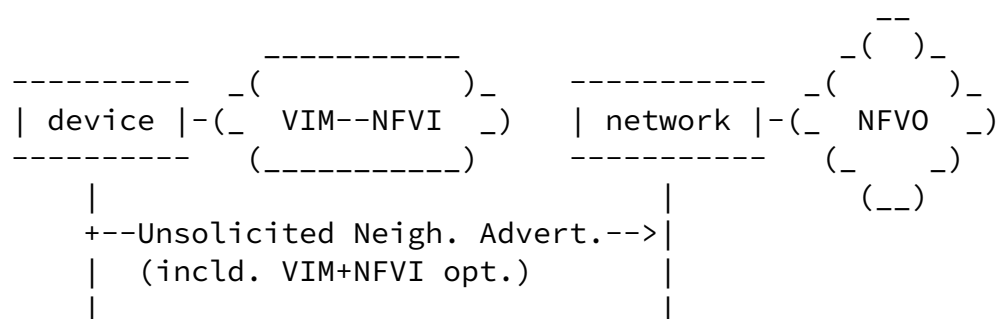 | device |-(_ VIM--NFVI _) | network |-(_ NFVO _)
+--Unsolicited Neigh. Advert.-->|
| (incld. VIM+NFVI opt.) |